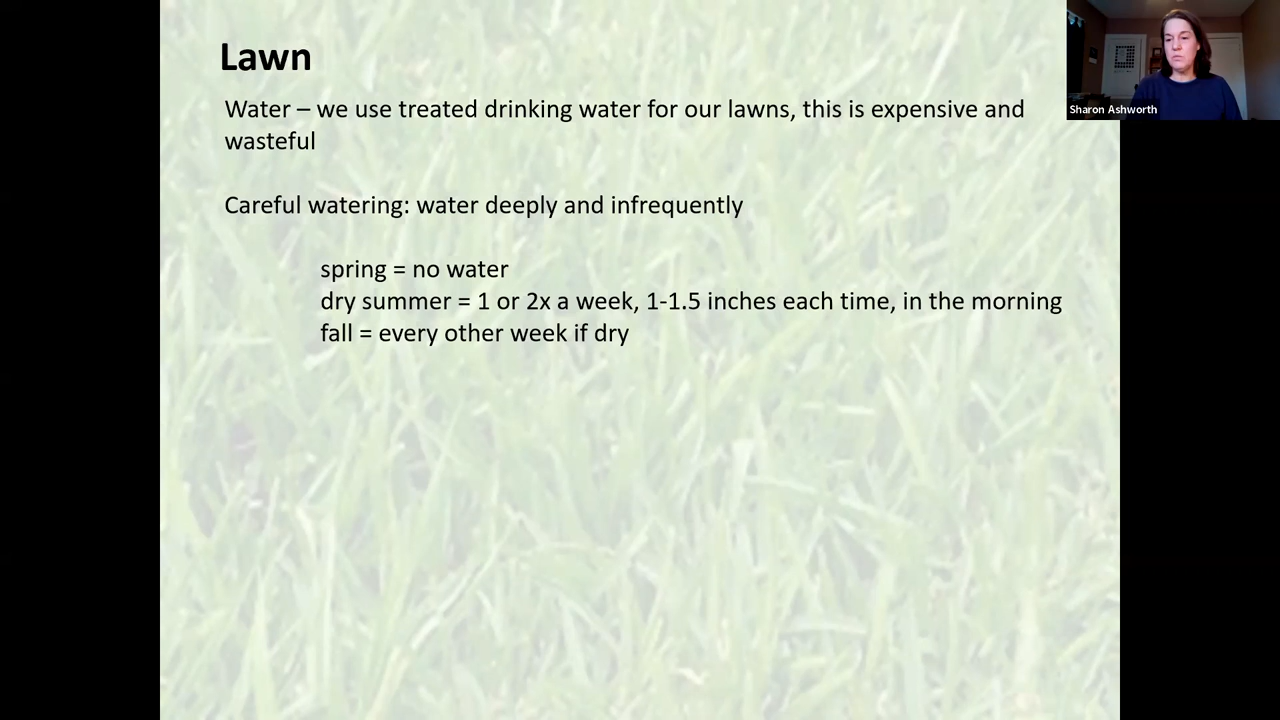 Lawn
Water – we use treated drinking water for our lawns, this is expensive and
wasteful
Careful watering: water deeply and infrequently
spring = no water
dry summer = 1 or 2x a week, 1-1.5 inches each time, in the morning
fall = every other week if dry
Sharon Ashworth